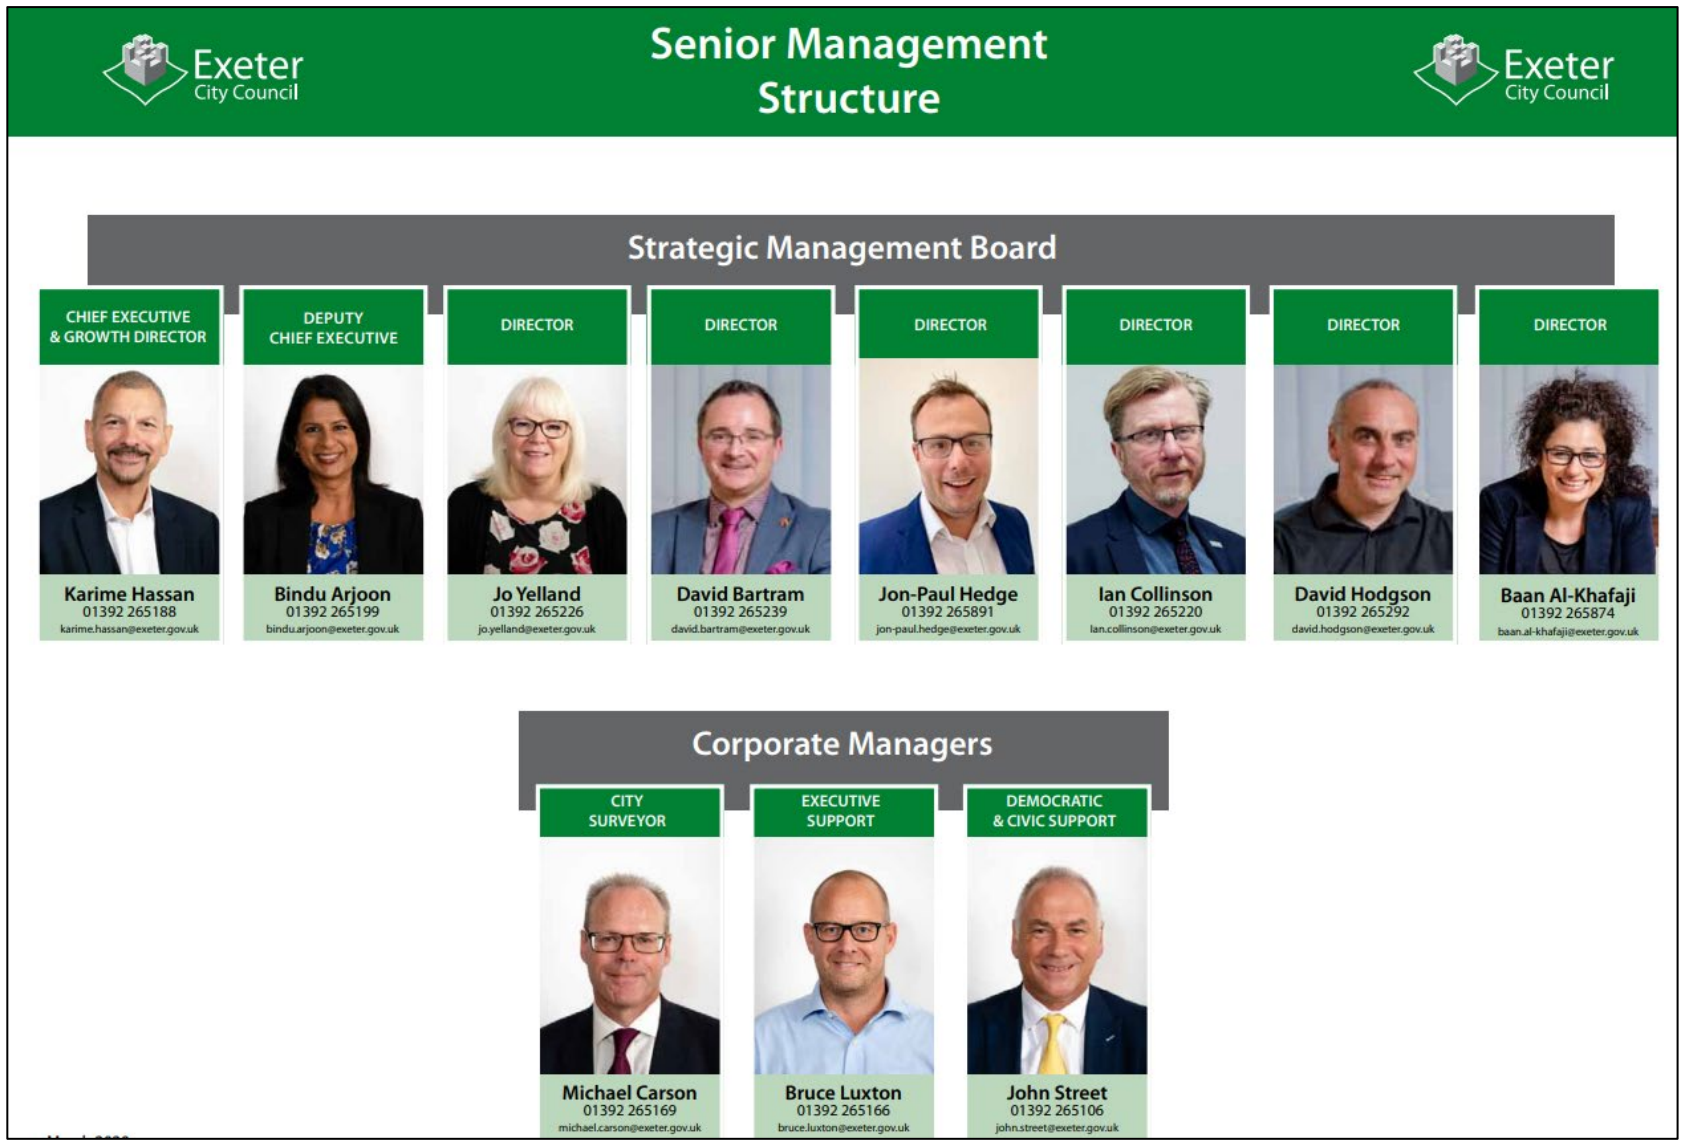 Exeter
City Council
Senior Management
Structure
Exeter
City Council
Strategic Management Board
CHIEF EXECUTIVE
& GROWTH DIRECTOR
DEPUTY
CHIEF EXECUTIVE
DIRECTOR
DIRECTOR
DIRECTOR
DIRECTOR
DIRECTOR
DIRECTOR
Karime Hassan
01392 265188
karime.hassan@exeter.gov.uk
Bindu Arjoon
01392 265199
bindu.arjoon@exeter.gov.uk
Jo Yelland
01392 265226
jo.yelland@exeter.gov.uk
David Bartram
01392 265239
david.bartram@exeter.gov.uk
Jon-Paul Hedge
01392 265891
jon-paul.hedge@exeter.gov.uk
Ian Collinson
01392 265220
Ian.collinson@exeter.gov.uk
David Hodgson
01392 265292
david.hodgson@exeter.gov.uk
Baan Al-Khafaji
01392 265874
baan.al-khafaji@exeter.gov.uk
Corporate Managers
CITY
SURVEYOR
EXECUTIVE
SUPPORT
DEMOCRATIC
& CIVIC SUPPORT
Michael Carson
01392 265169
michael.carson@exeter.gov.uk
Bruce Luxton
01392 265166
bruce.luxton@exeter.gov.uk
John Street
01392 265106
john.street@exeter.gov.uk